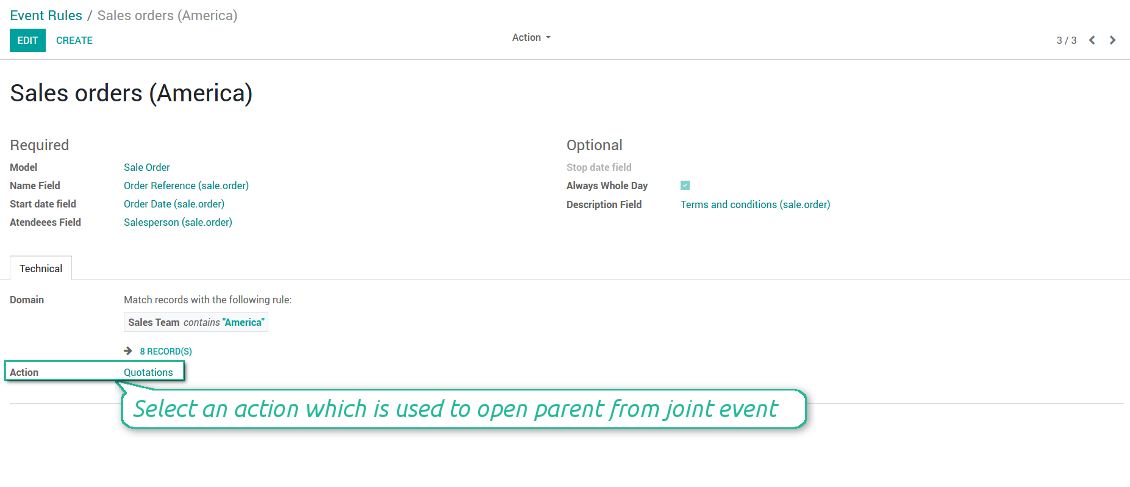 Event Rules / Sales orders (America)
EDIT CREATE Action 3 / 3
Sales orders (America)
Required Optional
Model Sale Order Stop date field
Name Field Order Reference (sale.order) Always Whole Day
Start date field Order Date (sale.order) Description Field Terms and conditions (sale.order)
Atendeees Field Salesperson (sale.order)
Technical
Domain Match records with the following rule:
Sales Team contains "America"
8 RECORD(S)
Action Quotations
Select an action which is used to open parent from joint event